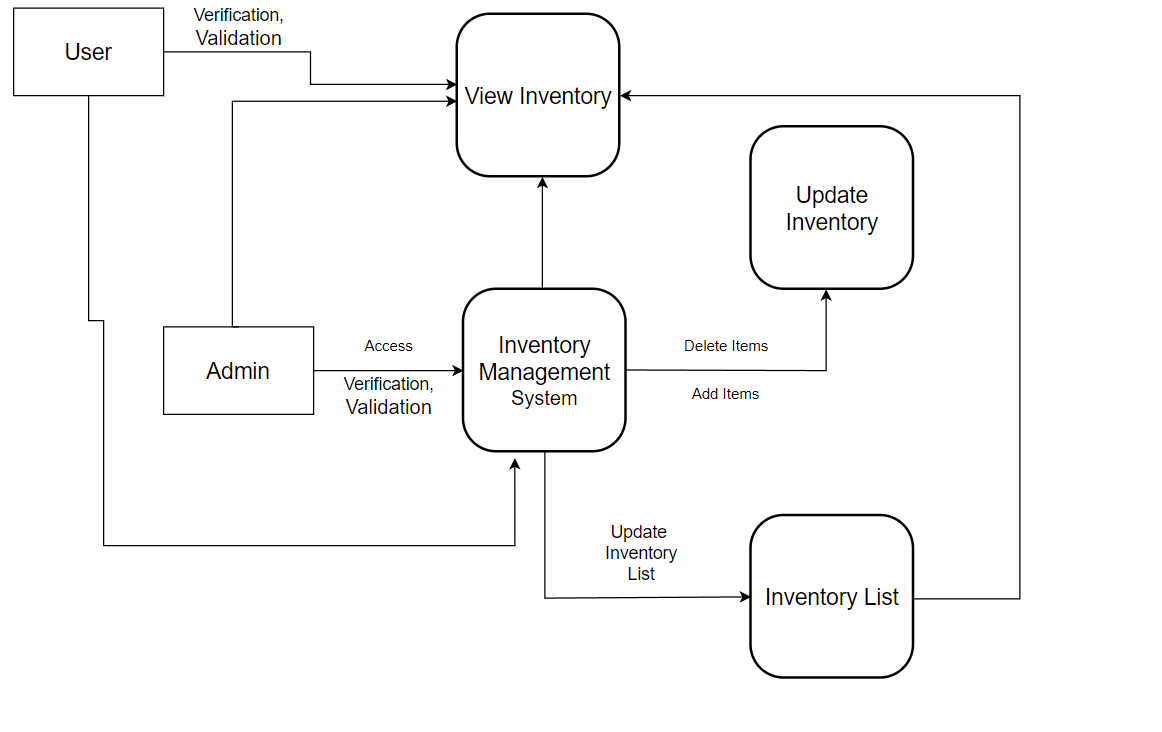 Verification,
Validation
User
View Inventory
Update
Inventory
Admin
Access
Verification,
Validation
Inventory
Management
System
Delete Items
Add Items
Update
Inventory
List
Inventory List